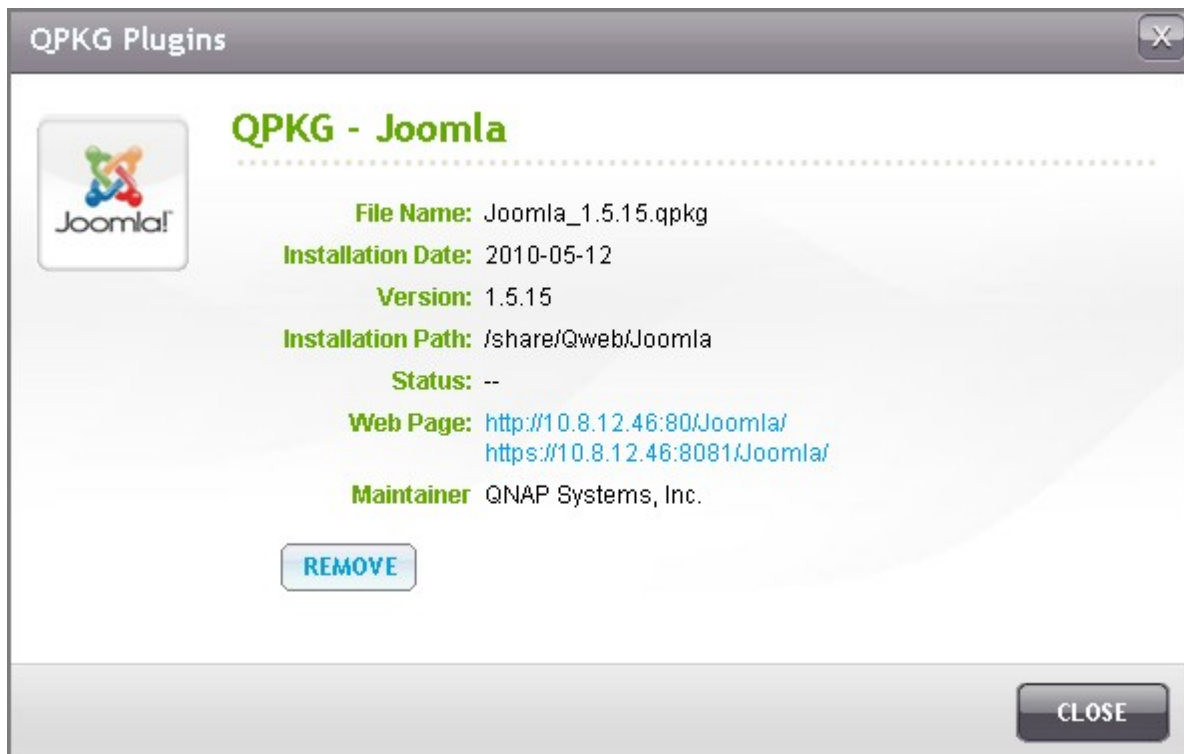 QPKG Plugins
X
Joomla!
QPKG - Joomla
File Name: Joomla_1.5.15.qpkg
Installation Date: 2010-05-12
Version: 1.5.15
Installation Path: /share/Qweb/Joomla
Status: --
Web Page: http://10.8.12.46:80/Joomla/
https://10.8.12.46:8081/Joomla/
Maintainer QNAP Systems, Inc.
REMOVE
CLOSE